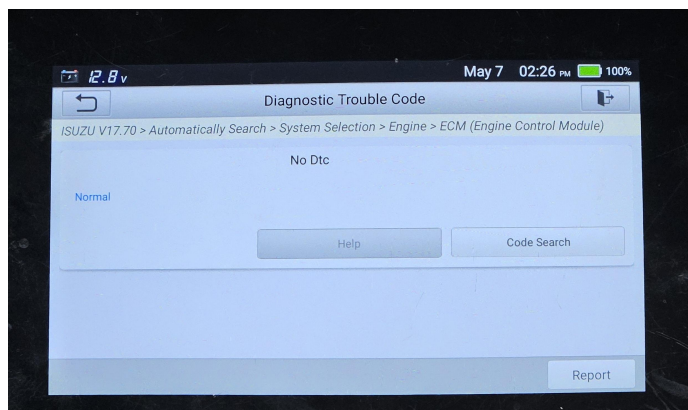 12.8 v
May 7 02:26 PM 100%
Diagnostic Trouble Code
ISUZU V17.70 > Automatically Search > System Selection > Engine > ECM (Engine Control Module)
No Dtc
Normal
Help
Code Search
Report